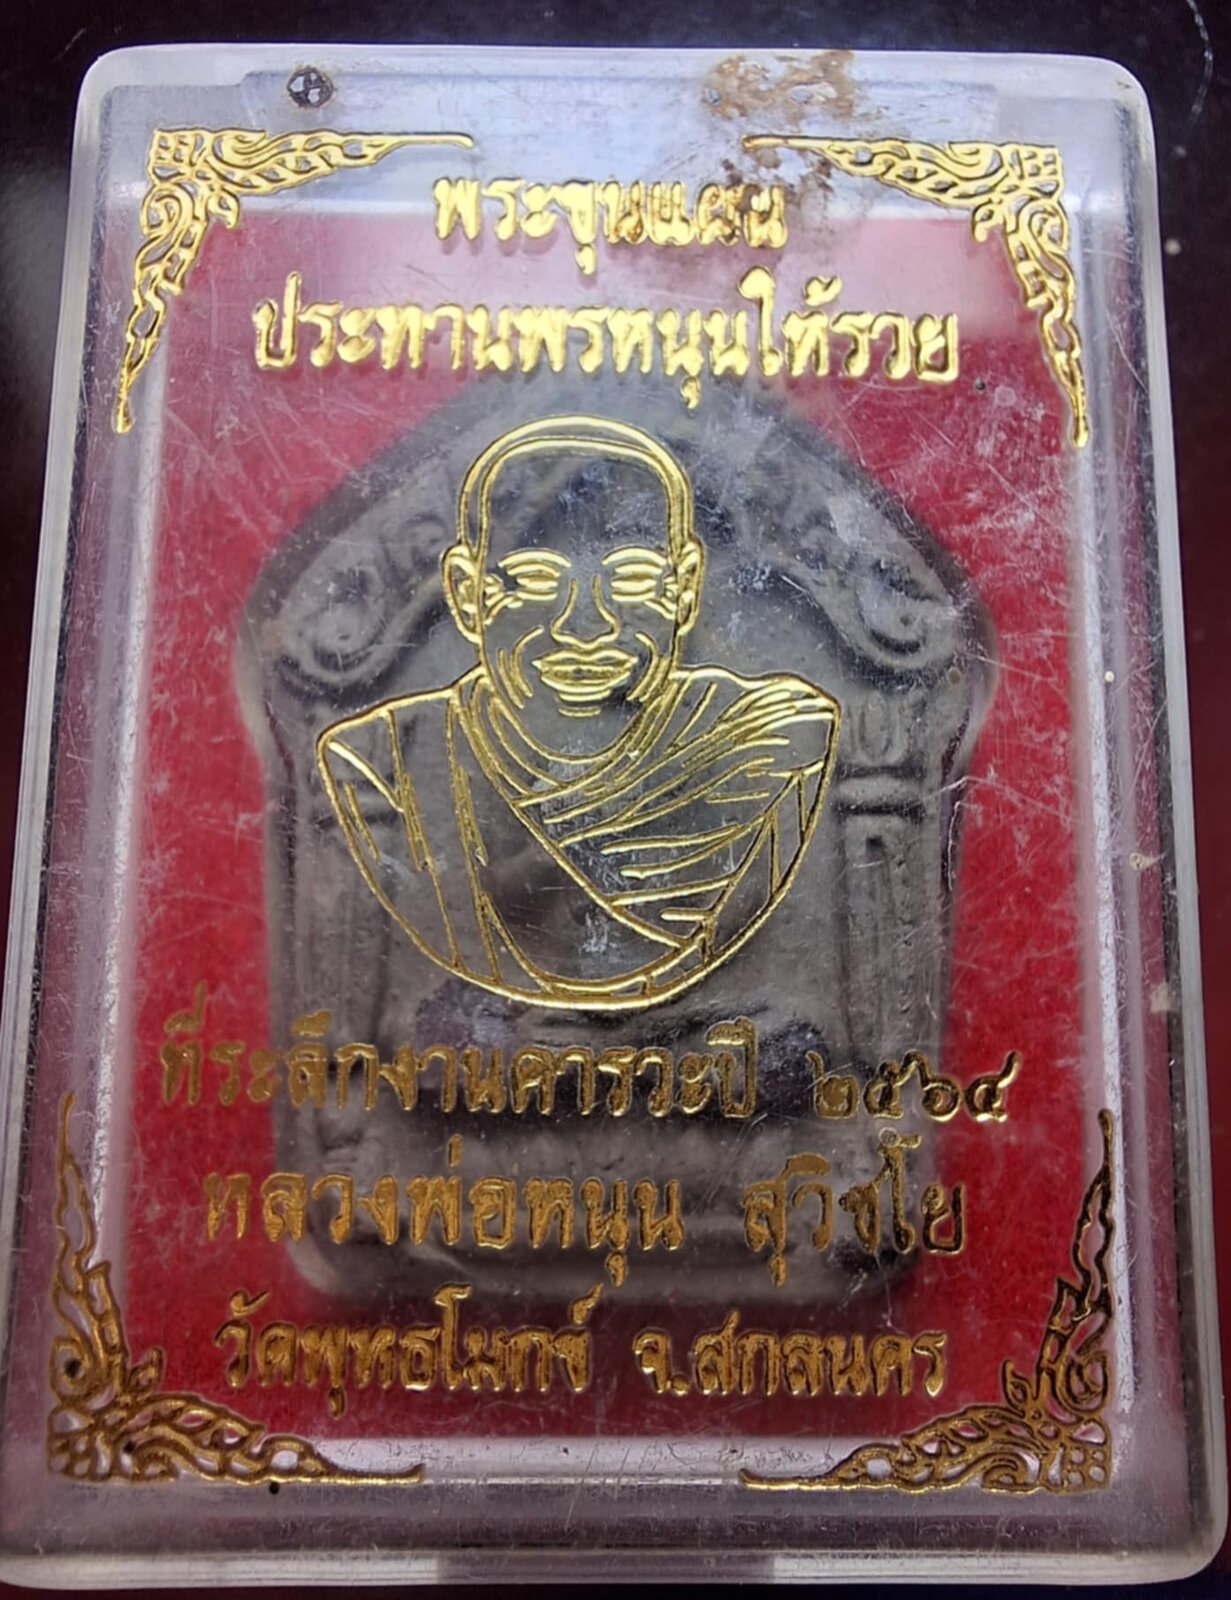 พระขุนแผน
ประทานพรหนุนให้รวย
ที่ระลึกงานคารวะปี ๒๕๖๔
หลวงพ่อหนุน สุวิชโย
วัดพุทธโมกข์ จ.สกลนคร